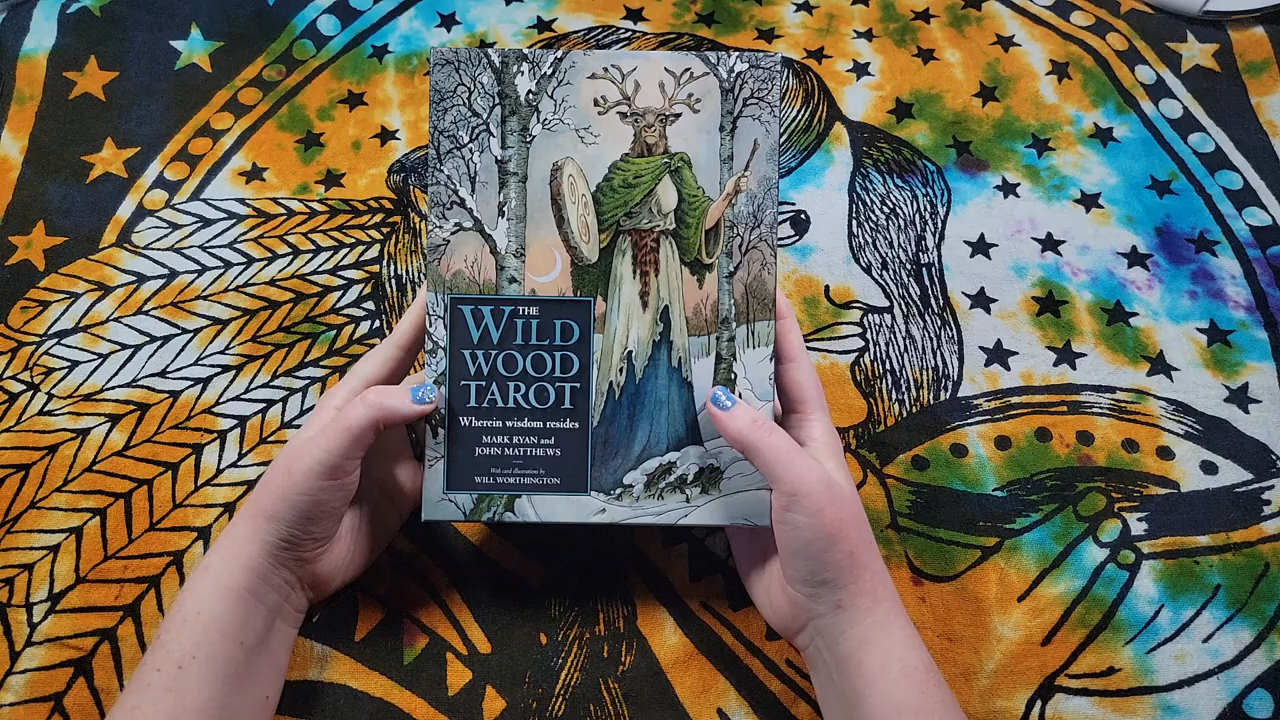 THE
WILD
WOOD
TAROT
Wherein wisdom resides
MARK RYAN and
JOHN MATTHEWS
With card illustrations by
WILL WORTHINGTON